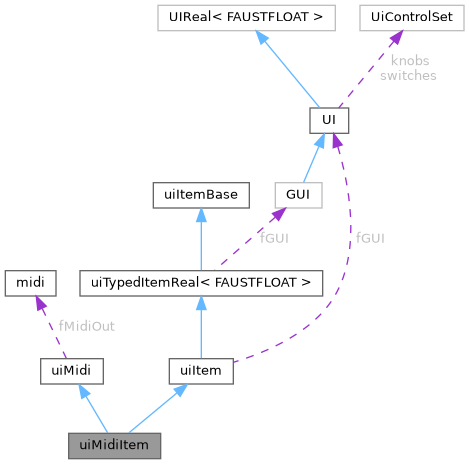 UIReal< FAUSTFLOAT >
UiControlSet
knobs
switches
UI
uiItemBase
GUI
fGUI
fGUI
midi
uiTypedItemReal< FAUSTFLOAT >
fMidiOut
uiMidi
uiItem
uiMidiItem